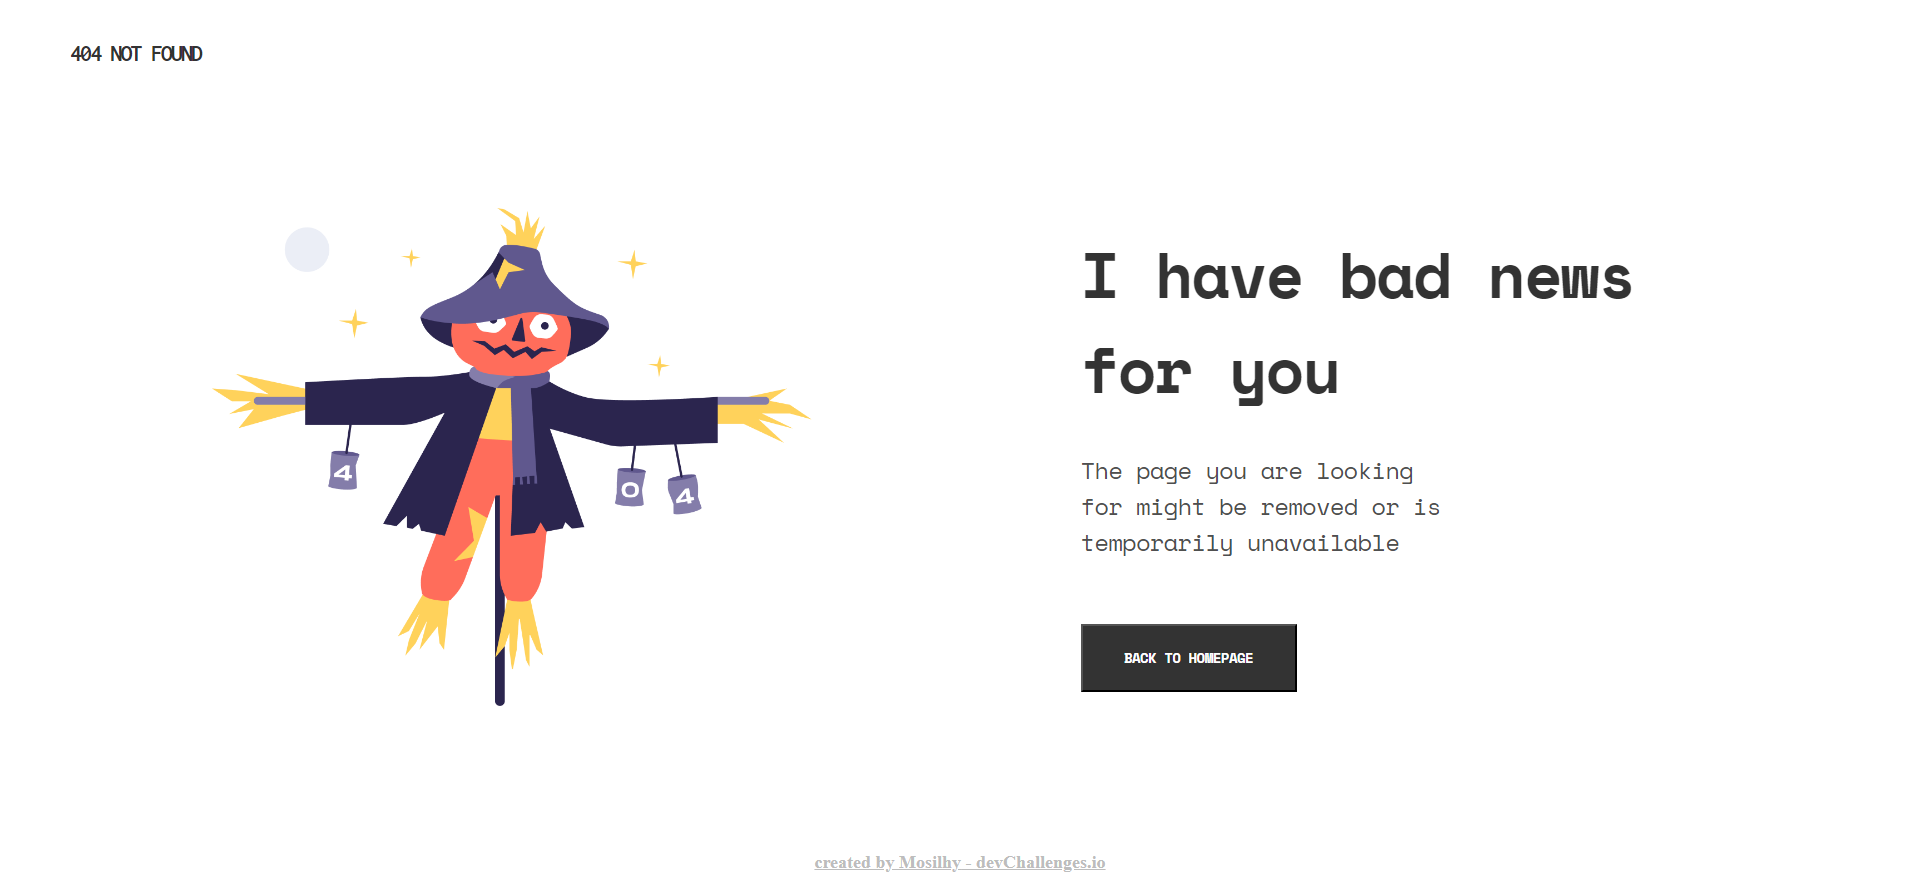 404 NOT FOUND
I have bad news
for you
4
0
4
The page you are looking
for might be removed or is
temporarily unavailable
BACK TO HOMEPAGE
created by Mosilhy - devChallenges.io